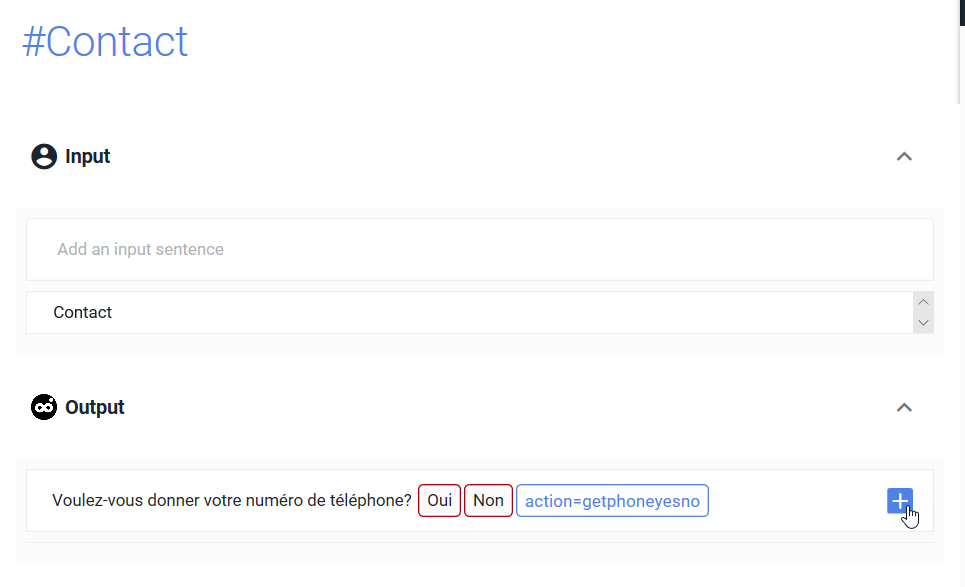 #Contact
Input
Add an input sentence
Contact
Output
Voulez-vous donner votre numéro de téléphone? Oui Non action=getphoneyesno